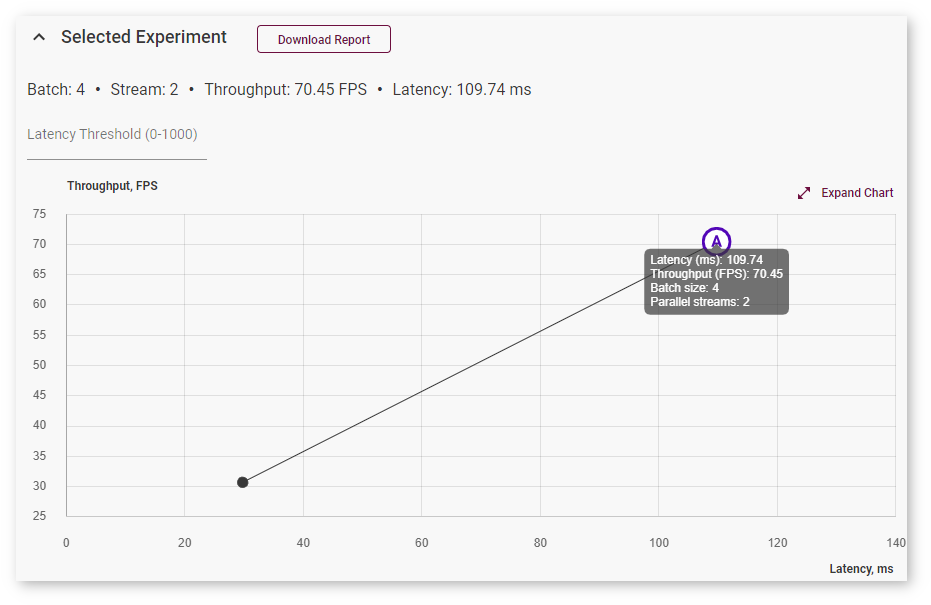 Selected Experiment
Download Report
Batch: 4 • Stream: 2 • Throughput: 70.45 FPS • Latency: 109.74 ms
Latency Threshold (0-1000)
Throughput, FPS
Expand Chart
75
70
65
60
55
50
45
40
35
30
25
A
Latency (ms): 109.74
Throughput (FPS): 70.45
Batch size: 4
Parallel streams: 2
0 20 40 60 80 100 120 140
Latency, ms